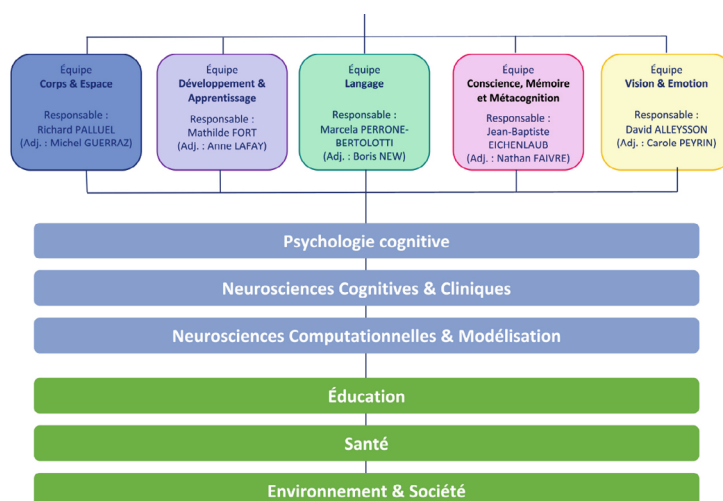 Équipe
Corps & Espace
Responsable :
Richard PALLUEL
(Adj. : Michel GUERRAZ)
Équipe
Développement &
Apprentissage
Responsable :
Mathilde FORT
(Adj. : Anne LAFAY)
Équipe
Langage
Responsable :
Marcela PERRONE-
BERTOLOTTI
(Adj. : Boris NEW)
Équipe
Conscience, Mémoire
et Métacognition
Responsable :
Jean-Baptiste
EICHENLAUB
(Adj. : Nathan FAIVRE)
Équipe
Vision & Emotion
Responsable :
David ALLEYSSON
(Adj. : Carole PEYRIN)
Psychologie cognitive
Neurosciences Cognitives & Cliniques
Neurosciences Computationnelles & Modélisation
Éducation
Santé
Environnement & Société